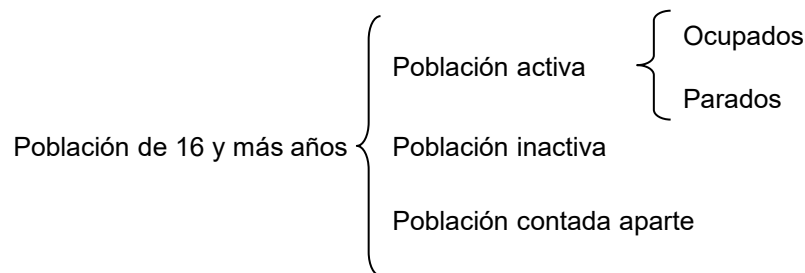 Ocupados
Población activa
Parados
Población de 16 y más años
Población inactiva
Población contada aparte